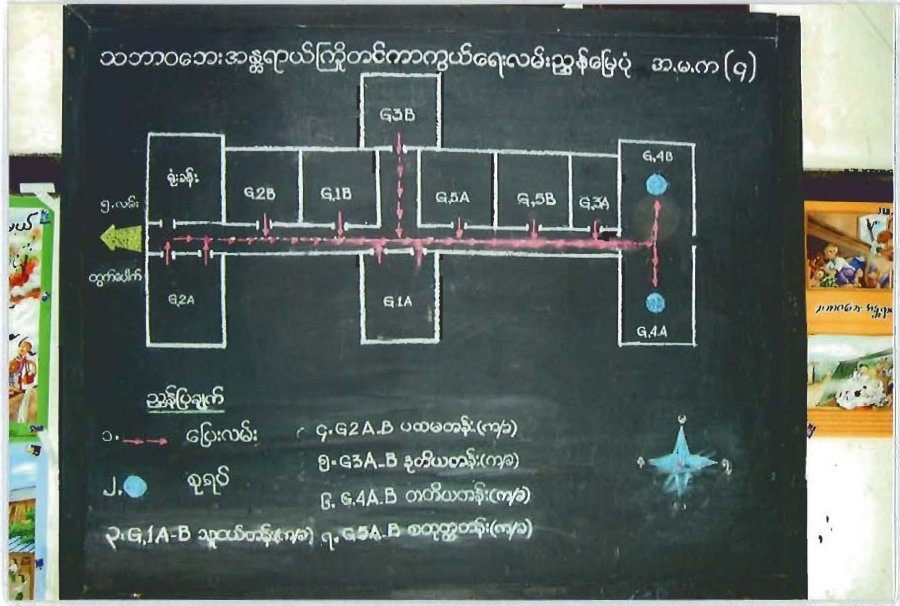 သဘာဝဘေးအန္တရာယ်ကြိုတင်ကာကွယ်ရေးလမ်းညွှန်မြေပုံ အ.မ.က (၄)
G3B
ရုံးခန်း
G2B
G1B
G5A
G5B
G3A
G4B
၅.လမ်း
ထွက်ပေါက်
G2A
G1A
G4A
ညွှန်ပြချက်
၁. ပြေးလမ်း
၂. စုရပ်
၃. G1A-B သူငယ်တန်း(က/ခ)
၄. G2A.B ပထမတန်း(က/ခ)
၅. G3A-B ဒုတိယတန်း(က/ခ)
၆. G4A.B တတိယတန်း(က/ခ)
၇. G5A.B စတုတ္ထတန်း(က/ခ)